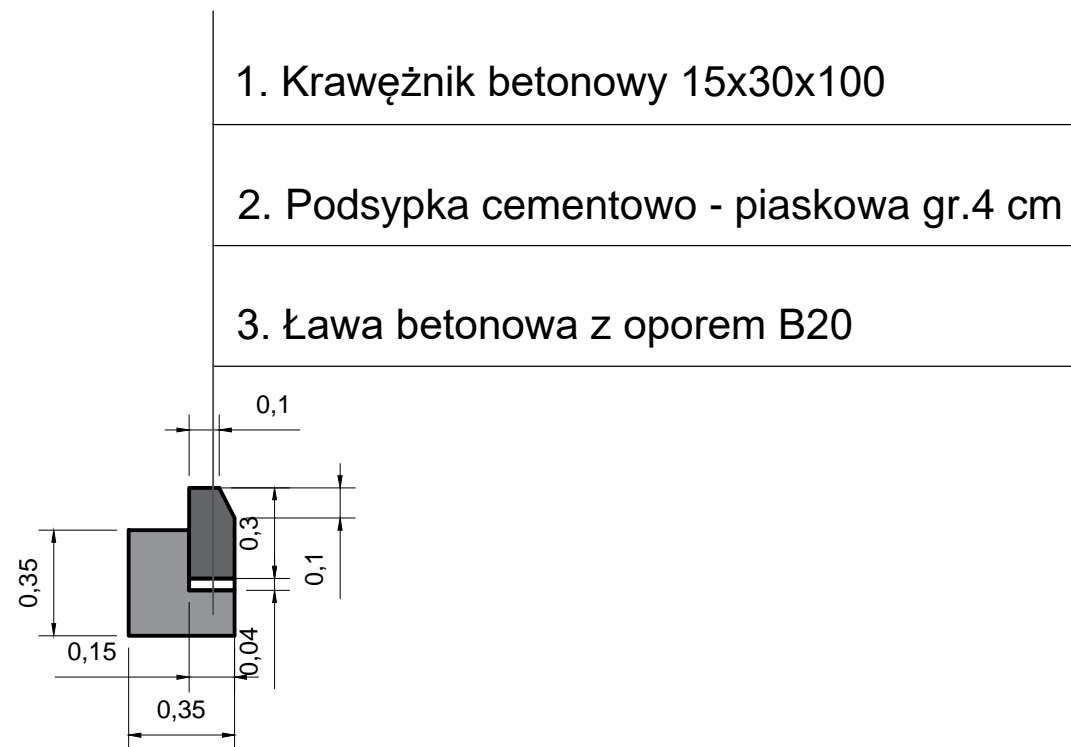 1. Krawężnik betonowy 15x30x100
2. Podsypka cementowo - piaskowa gr.4 cm
3. Ława betonowa z oporem B20
0,1
0,3
0,1
0,35
0,15
0,04
0,35